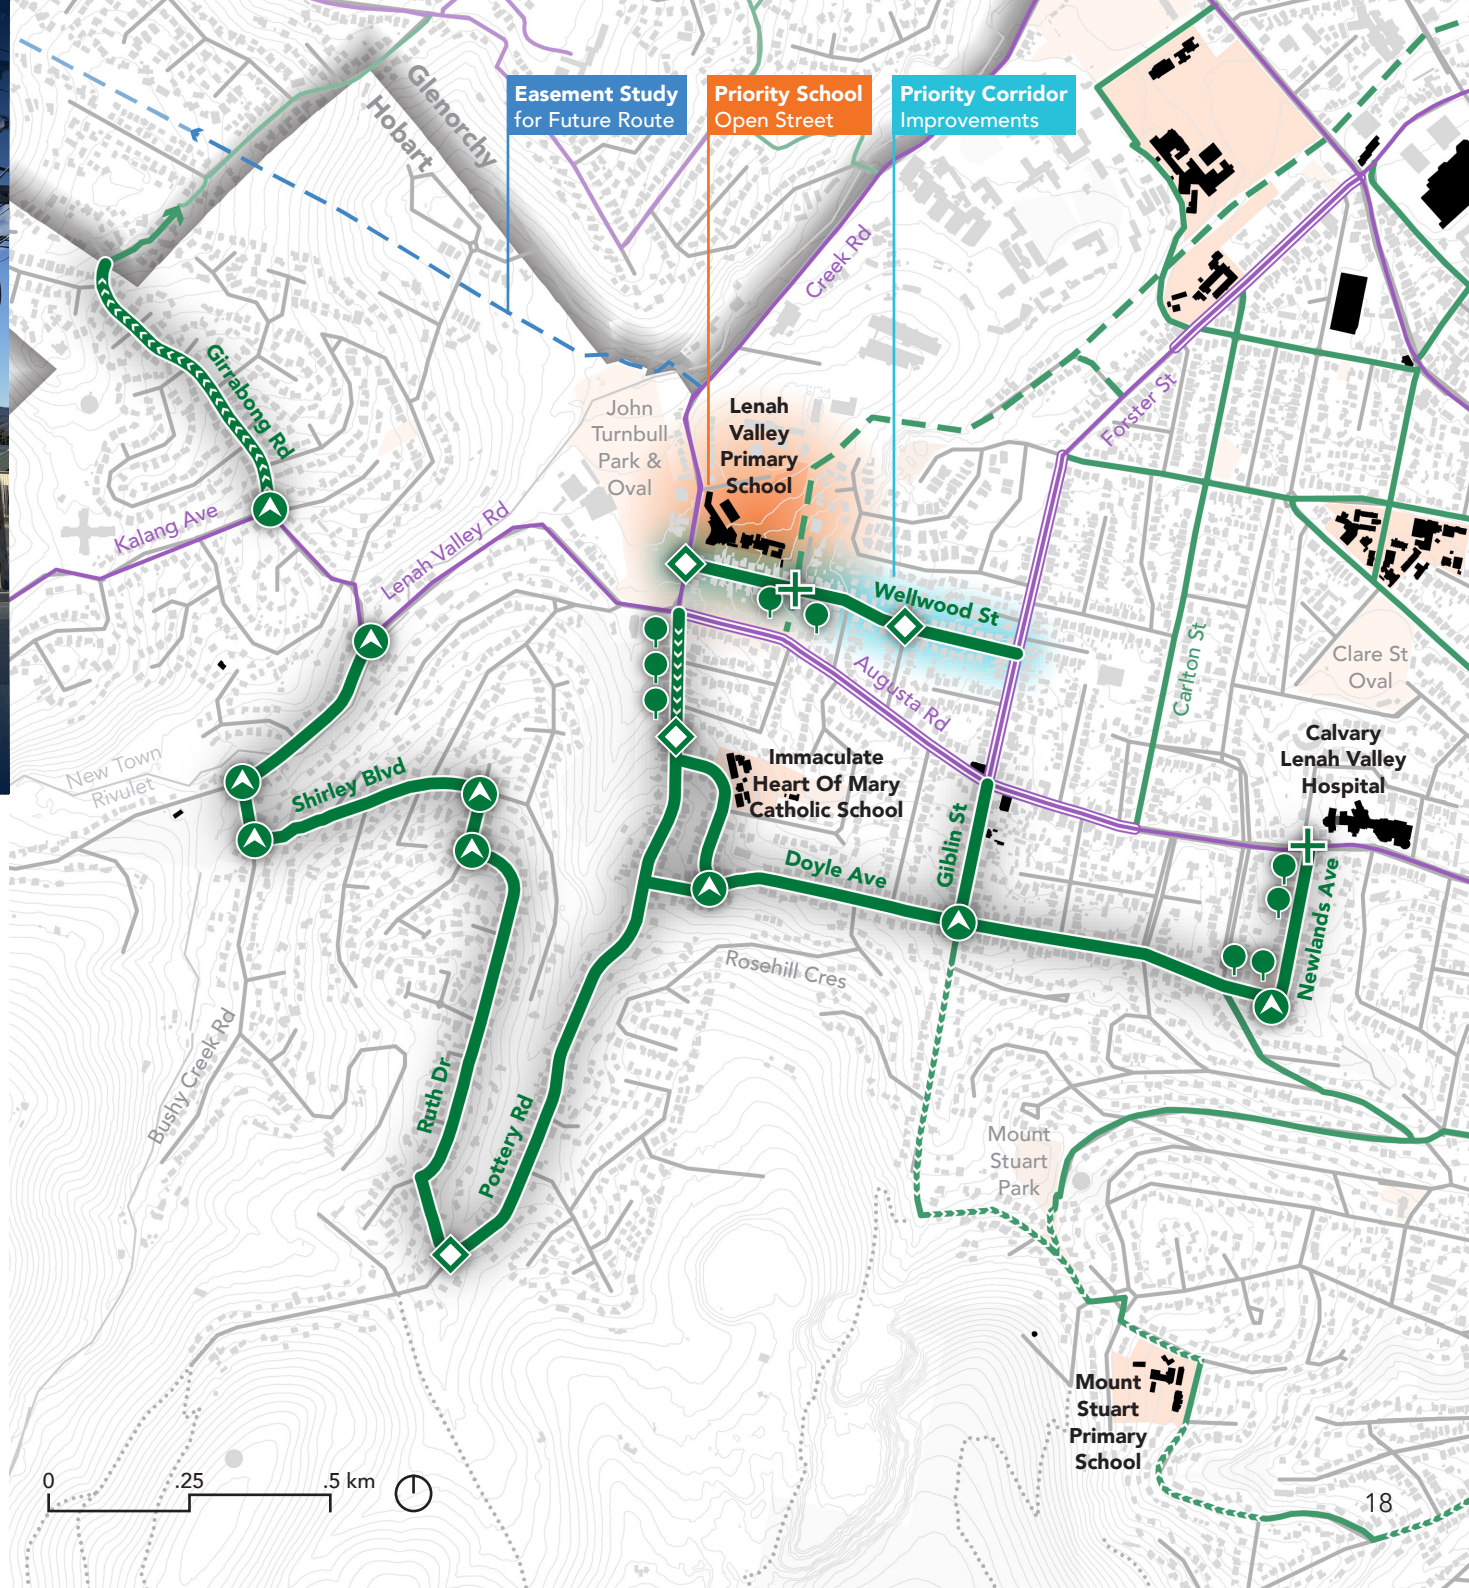 Glenorchy
Hobart
Easement Study
for Future Route
Priority School
Open Street
Priority Corridor
Improvements
Creek Rd
Girrabong Rd
Forster St
John
Turnbull
Park &
Oval
Lenah
Valley
Primary
School
Kalang Ave
Lenah Valley Rd
Wellwood St
Augusta Rd
Carlton St
Clare St
Oval
New Town
Rivulet
Shirley Blvd
Immaculate
Heart Of Mary
Catholic School
Calvary
Lenah Valley
Hospital
Giblin St
Doyle Ave
Newlands Ave
Rosehill Cres
Bushy Creek Rd
Ruth Dr
Pottery Rd
Mount
Stuart
Park
Mount
Stuart
Primary
School
0 .25 .5 km
18